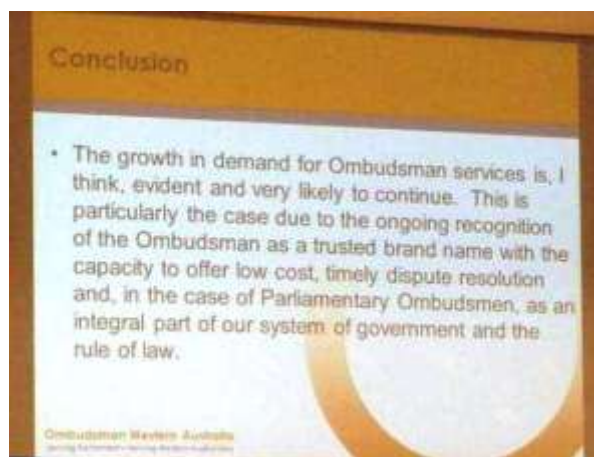 Conclusion
• The growth in demand for Ombudsman services is, I
think, evident and very likely to continue. This is
particularly the case due to the ongoing recognition
of the Ombudsman as a trusted brand name with the
capacity to offer low cost, timely dispute resolution
and, in the case of Parliamentary Ombudsmen, as an
integral part of our system of government and the
rule of law.
Ombudsman Western Australia